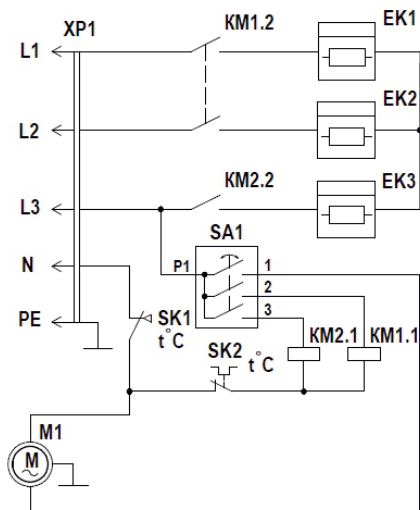 XP1 KM1.2 EK1
L1
EK2
L2
KM2.2 EK3
L3
SA1
N P1 1
2
PE SK1 3
t°C SK2 KM2.1 KM1.1
t°C
M1
M